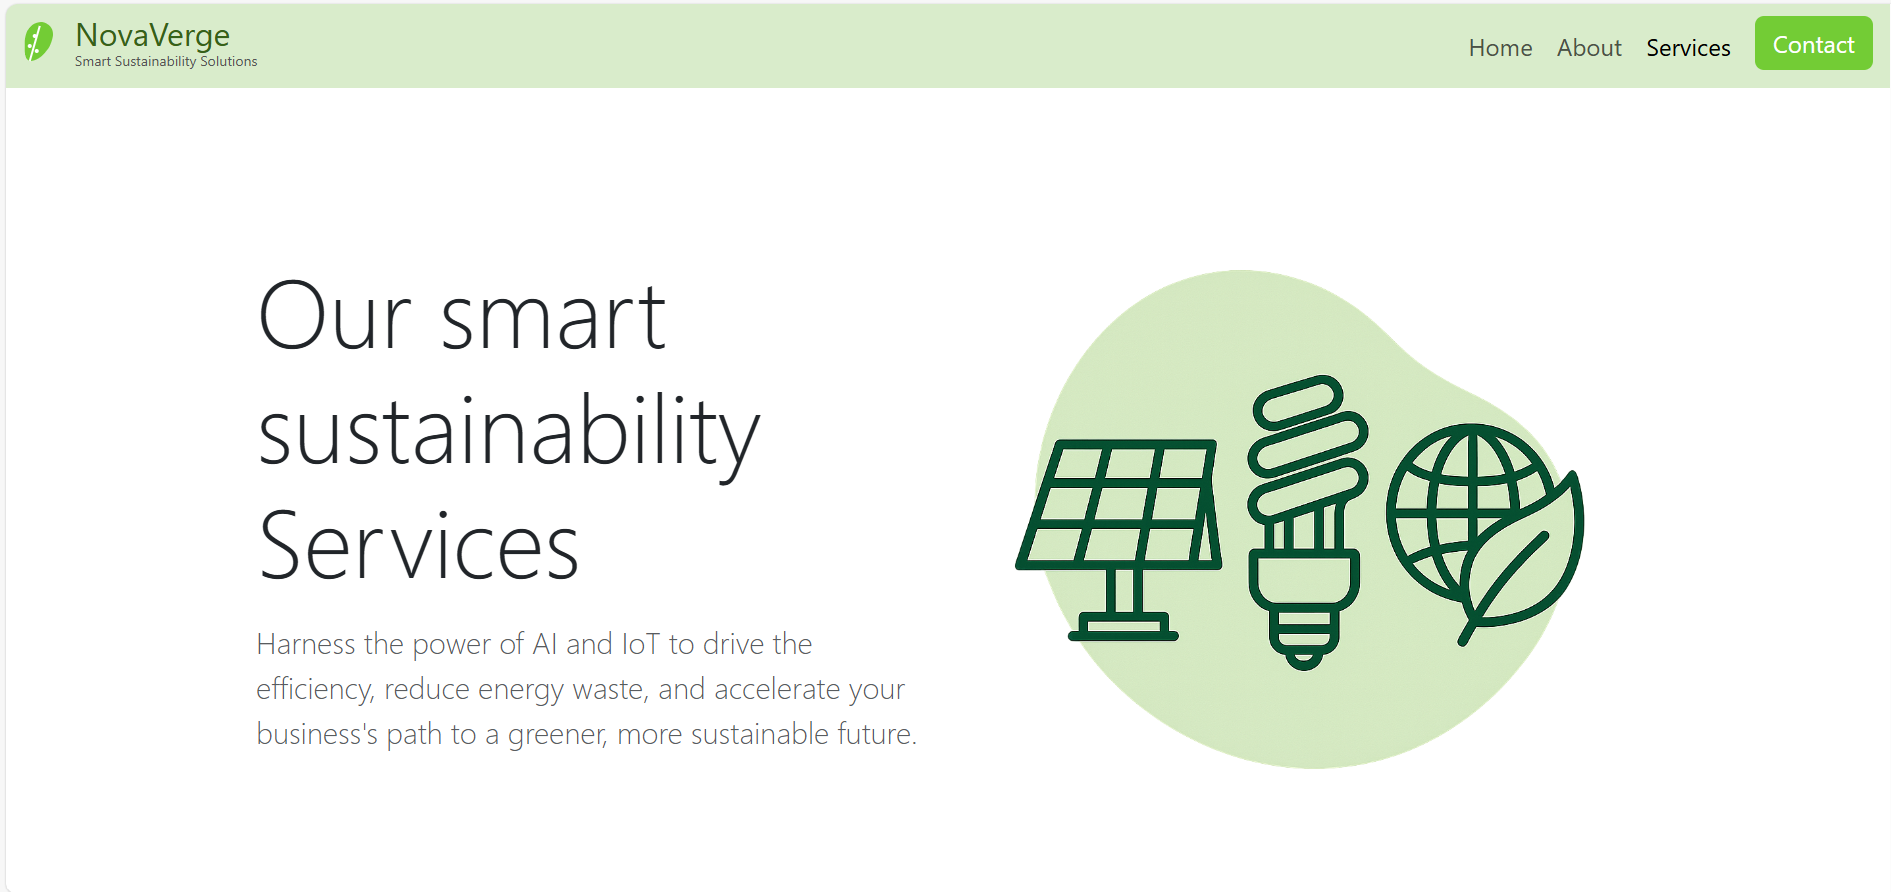 NovaVerge
Smart Sustainability Solutions
Home About Services Contact
Our smart
sustainability
Services
Harness the power of AI and IoT to drive the
efficiency, reduce energy waste, and accelerate your
business's path to a greener, more sustainable future.